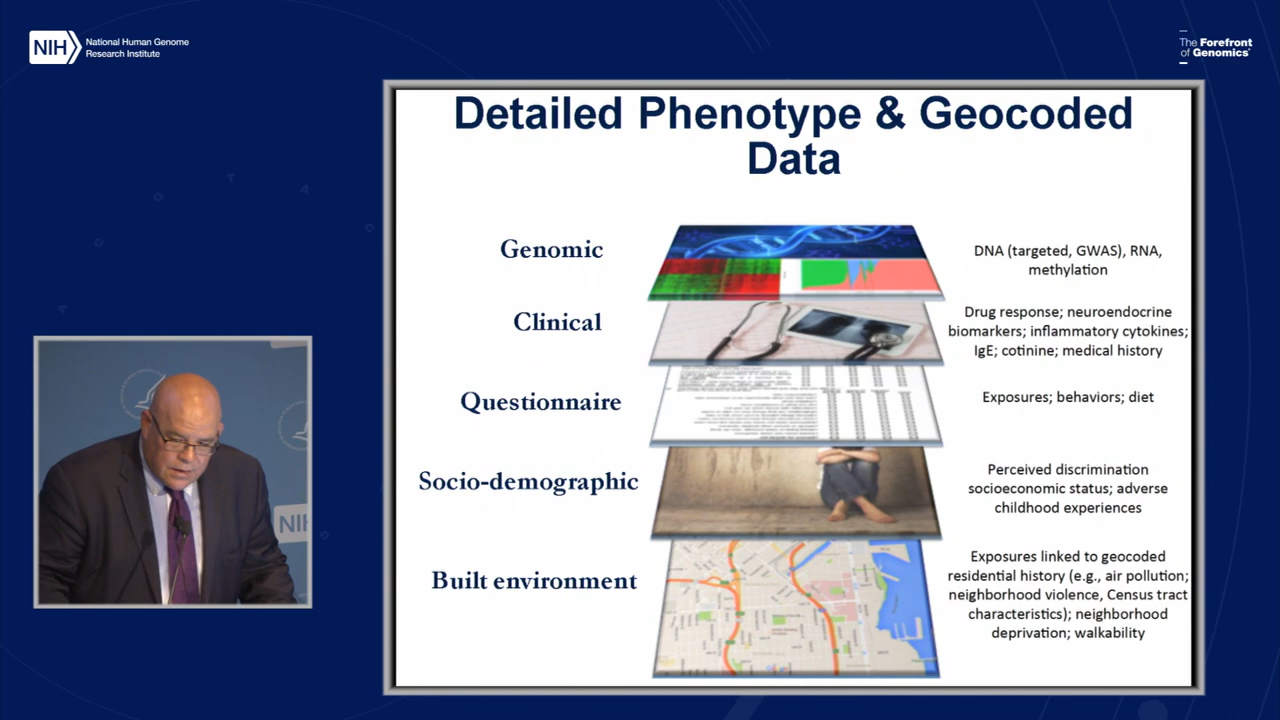 NIH
National Human Genome
Research Institute
The Forefront
of Genomics
Detailed Phenotype & Geocoded
Data
Genomic
DNA (targeted, GWAS), RNA,
methylation
Clinical
Drug response; neuroendocrine
biomarkers; inflammatory cytokines;
IgE; cotinine; medical history
Questionnaire
Exposures; behaviors; diet
Socio-demographic
Perceived discrimination
socioeconomic status; adverse
childhood experiences
Built environment
Exposures linked to geocoded
residential history (e.g., air pollution;
neighborhood violence, Census tract
characteristics); neighborhood
deprivation; walkability
NIH